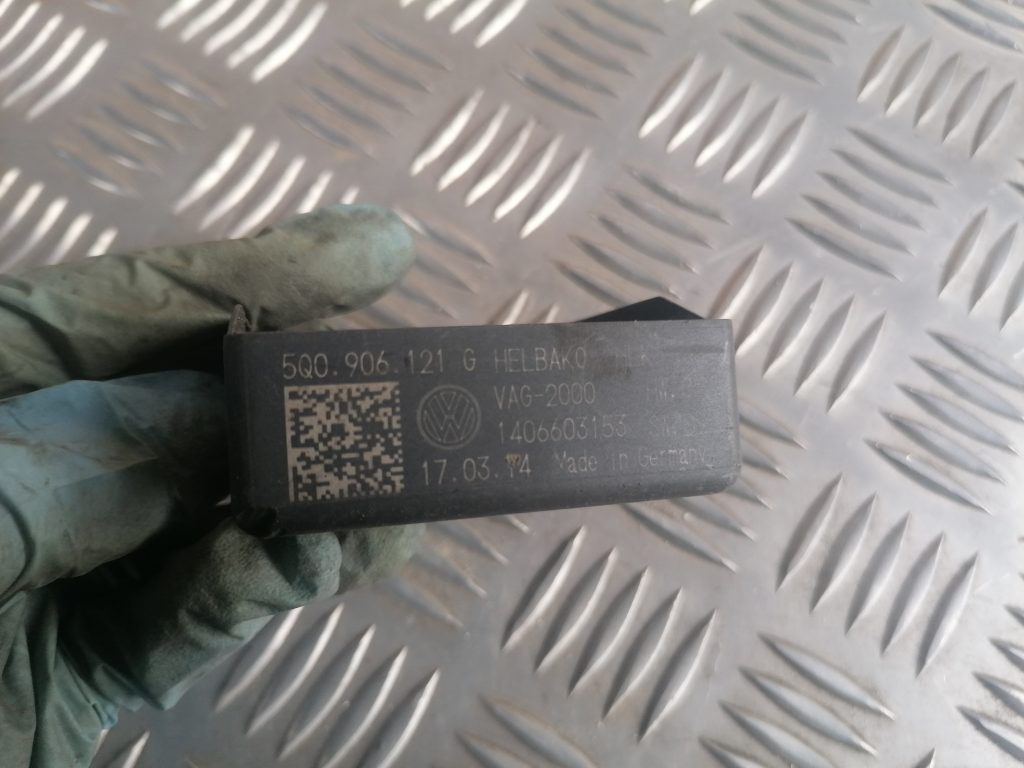 5Q0.906.121 G HELBAKO
VAG-2000
1406603153
17.03.14 Made in Germany